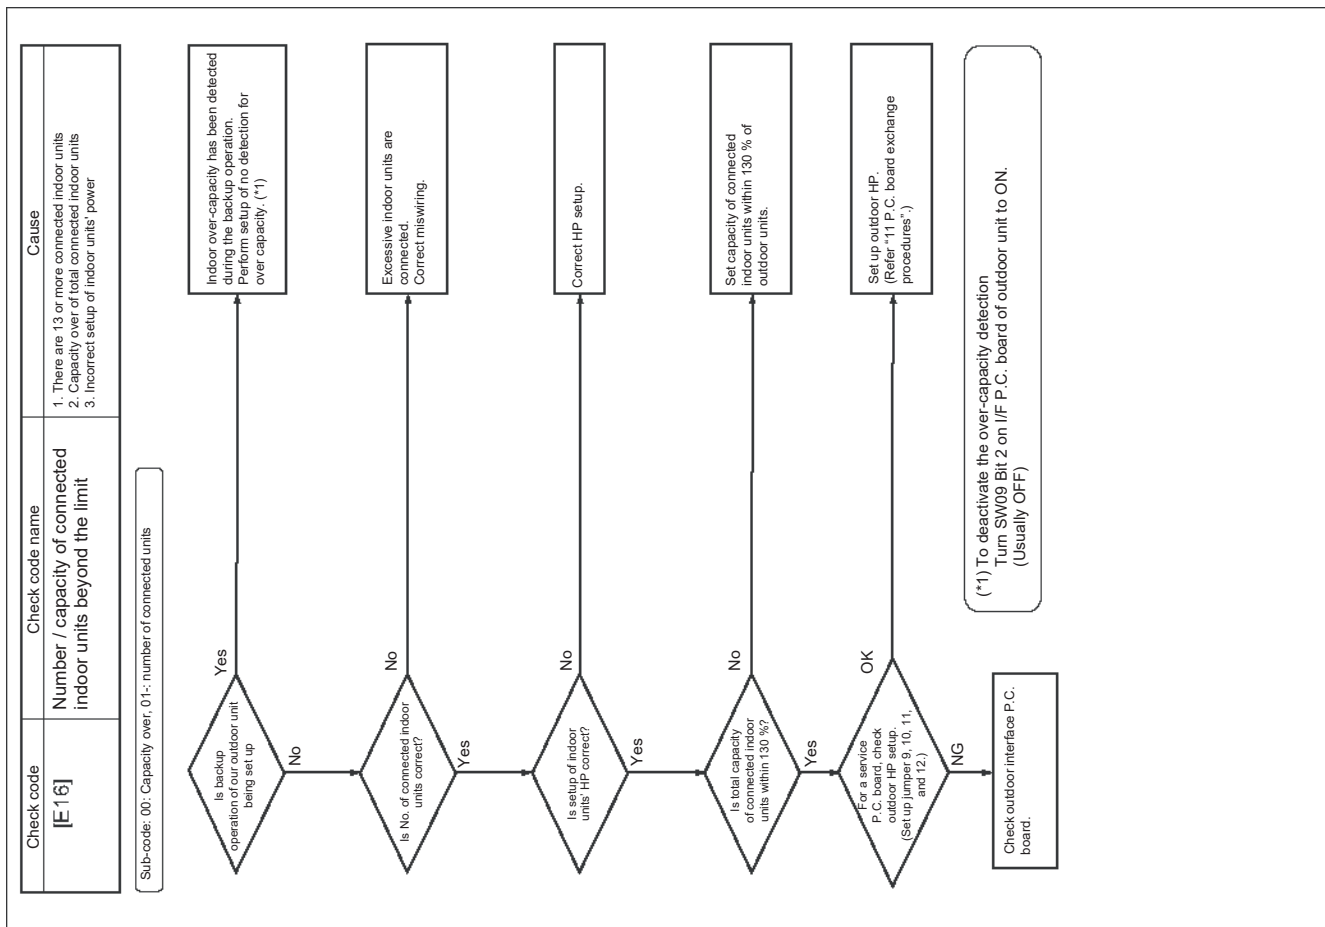 Check code
Check code name
Cause
[E16]
Number / capacity of connected
indoor units beyond the limit
1. There are 13 or more connected indoor units
2. Capacity over of total connected indoor units
3. Incorrect setup of indoor units' power
Sub-code: 00: Capacity over, 01-: number of connected units
Is backup
operation of our outdoor unit
being set up
Yes
Indoor over-capacity has been detected
during the backup operation.
Perform setup of no detection for
over capacity. (*1)
No
Is No. of connected indoor
units correct?
No
Excessive indoor units are
connected.
Correct miswiring.
Yes
Is setup of indoor
units' HP correct?
No
Correct HP setup.
Yes
Is total capacity
of connected indoor
units within 130 %?
No
Set capacity of connected
indoor units within 130 % of
outdoor units.
Yes
For a service
P.C. board, check
outdoor HP setup.
(Set up jumper 9, 10, 11,
and 12.)
OK
Set up outdoor HP.
(Refer “11 P.C. board exchange
procedures”.)
NG
Check outdoor interface P.C.
board.
(*1) To deactivate the over-capacity detection
Turn SW09 Bit 2 on I/F P.C. board of outdoor unit to ON.
(Usually OFF)